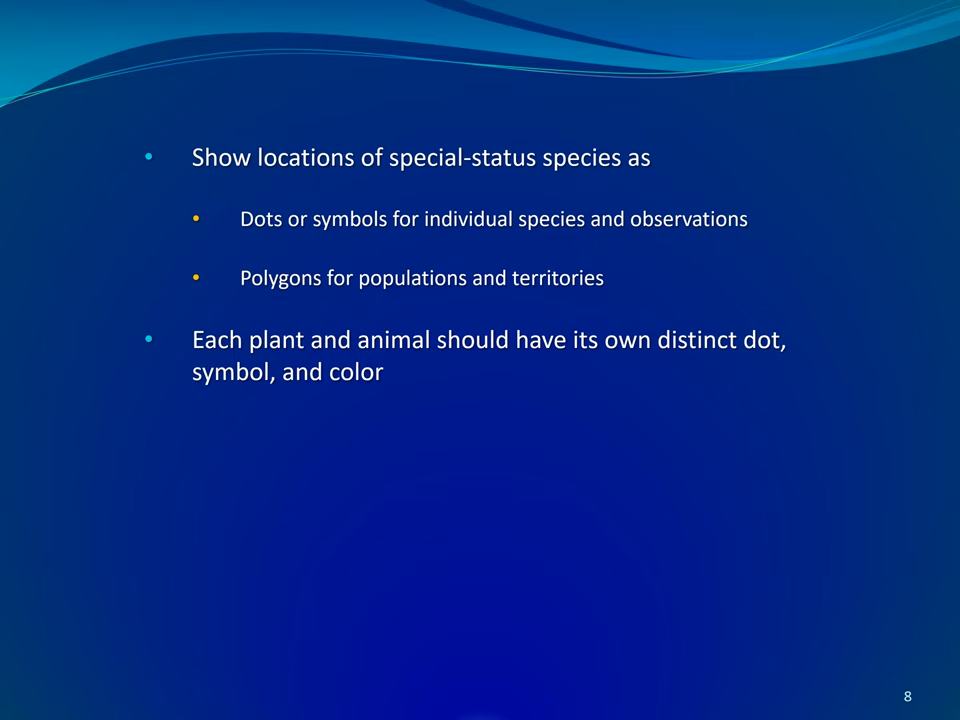 • Show locations of special-status species as
• Dots or symbols for individual species and observations
• Polygons for populations and territories
• Each plant and animal should have its own distinct dot,
symbol, and color
8